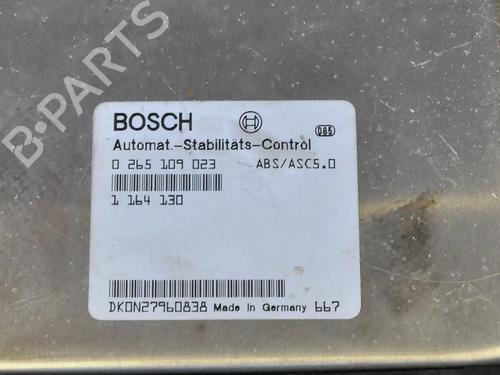 BOSCH
085
Automat.-Stabilitäts-Control
0 265 109 023 ABS/ASC5.0
1 164 130
DKON27960838 Made in Germany 667
B-PARTS